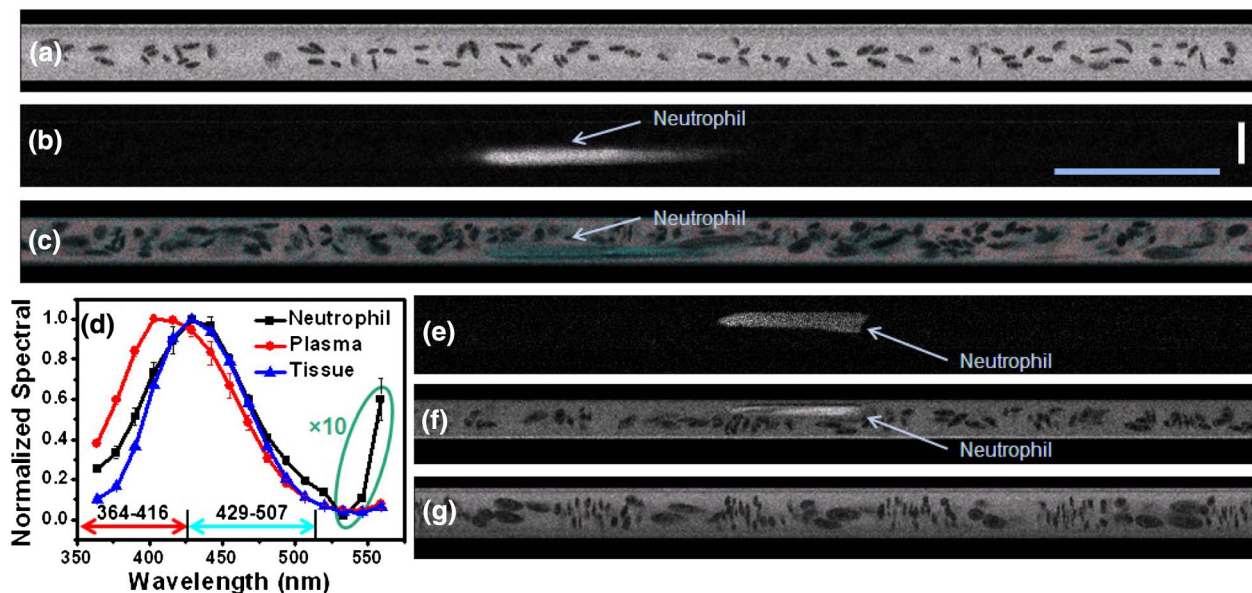 (a)
Neutrophil
(b)
Neutrophil
(c)
(d)
Neutrophil
Plasma
Tissue
×10
364-416
429-507
Normalized Spectral
1.0
0.8
0.6
0.4
0.2
0.0
350
400
450
500
550
Wavelength (nm)
(e)
Neutrophil
(f)
Neutrophil
(g)